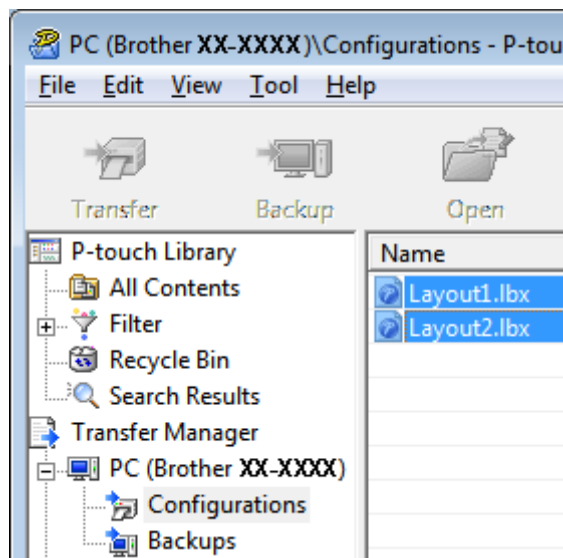 PC (Brother XX-XXXX)\Configurations - P-tou
File Edit View Tool Help
Transfer Backup Open
P-touch Library
All Contents
Filter
Recycle Bin
Search Results
Transfer Manager
PC (Brother XX-XXXX)
Configurations
Backups
Name
Layout1.lbx
Layout2.lbx